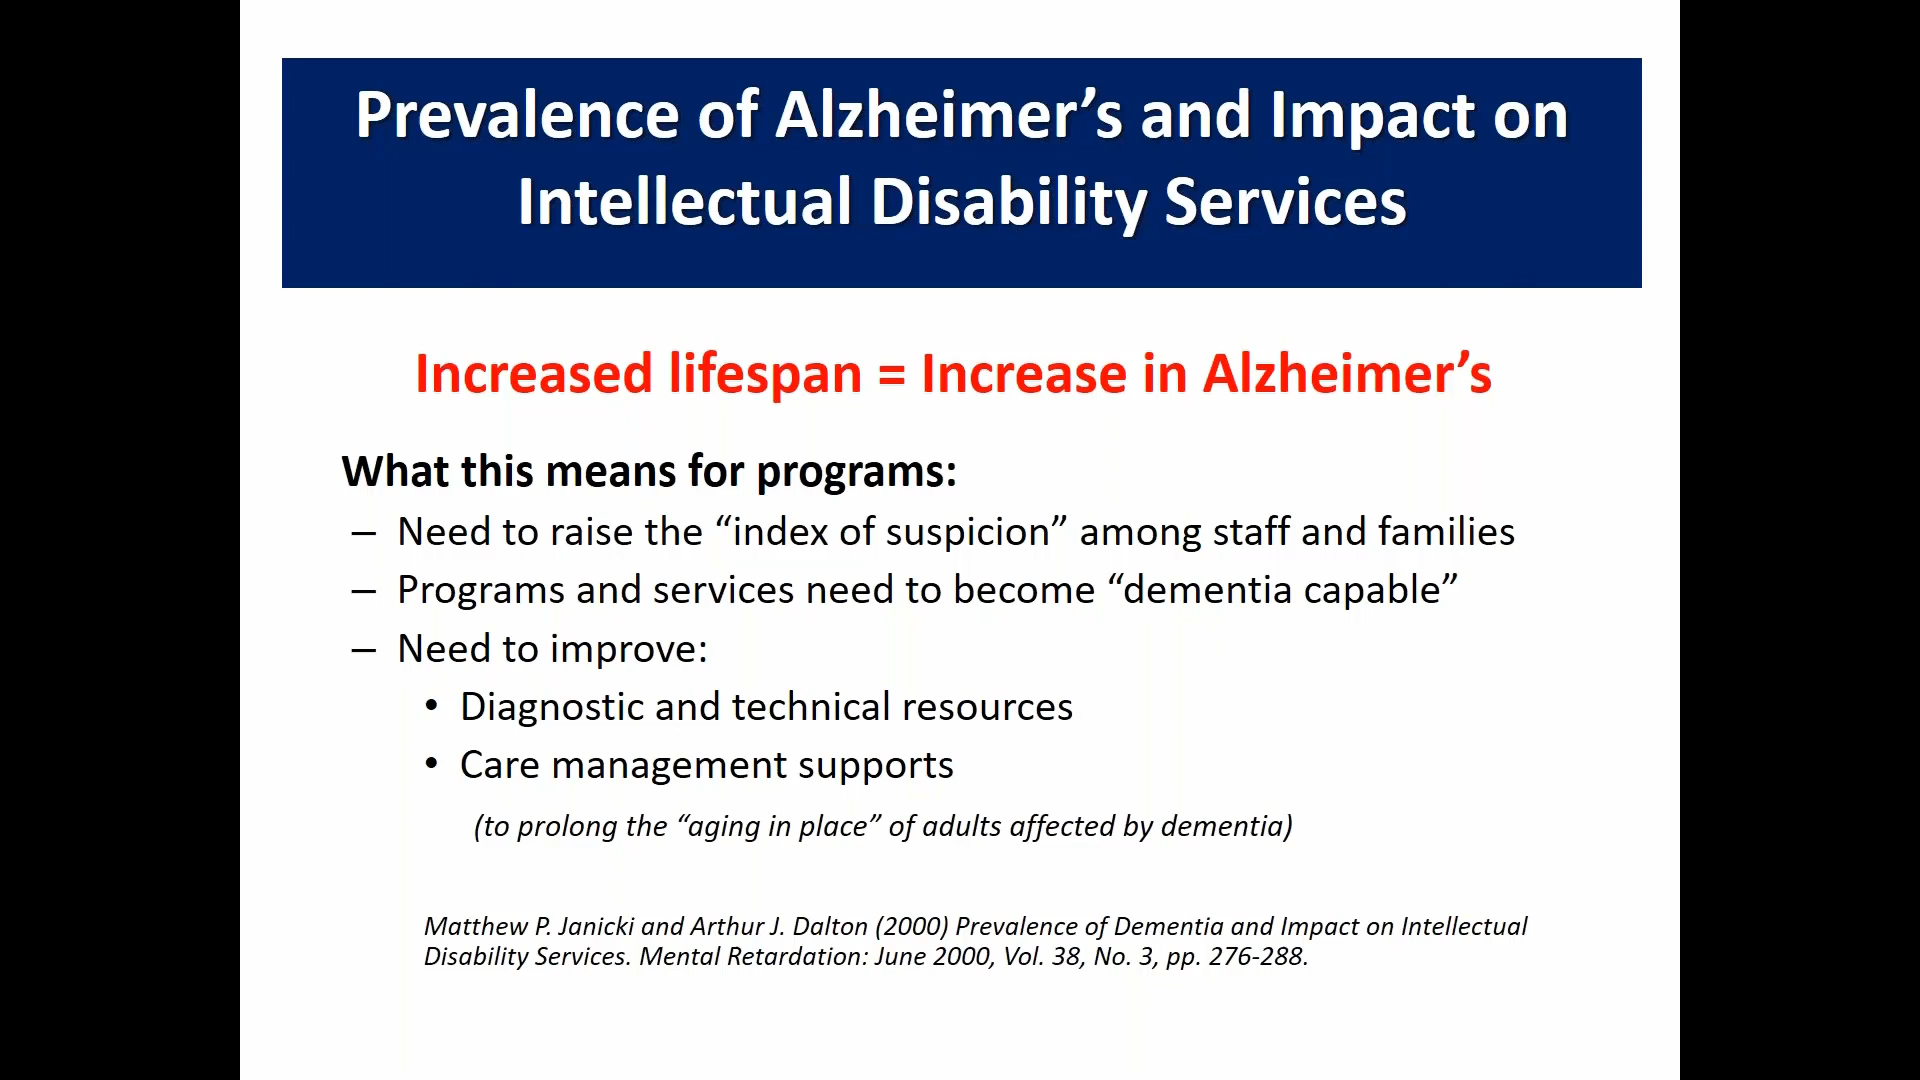 Prevalence of Alzheimer’s and Impact on
Intellectual Disability Services
Increased lifespan = Increase in Alzheimer’s
What this means for programs:
– Need to raise the “index of suspicion” among staff and families
– Programs and services need to become “dementia capable”
– Need to improve:
• Diagnostic and technical resources
• Care management supports
(to prolong the “aging in place” of adults affected by dementia)
Matthew P. Janicki and Arthur J. Dalton (2000) Prevalence of Dementia and Impact on Intellectual
Disability Services. Mental Retardation: June 2000, Vol. 38, No. 3, pp. 276-288.